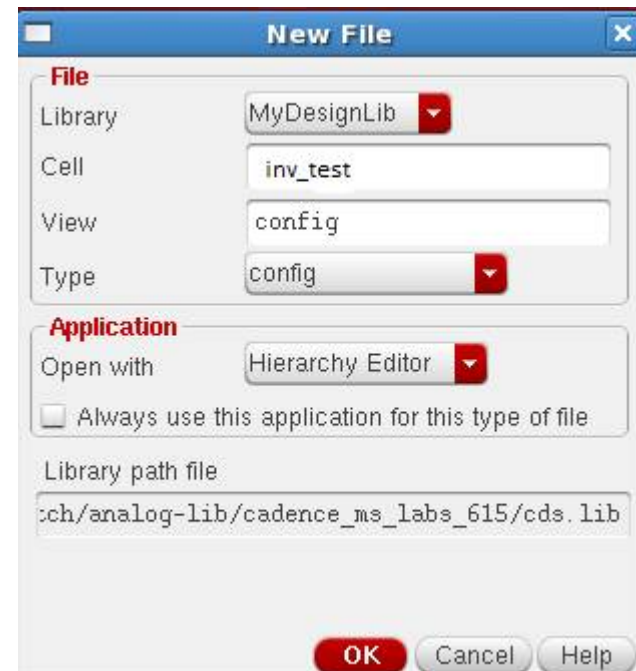 New File
File
Library MyDesignLib
Cell inv_test
View config
Type config
Application
Open with Hierarchy Editor
Always use this application for this type of file
Library path file
:ch/analog-lib/cadence_ms_labs_615/cds.lib
OK Cancel Help